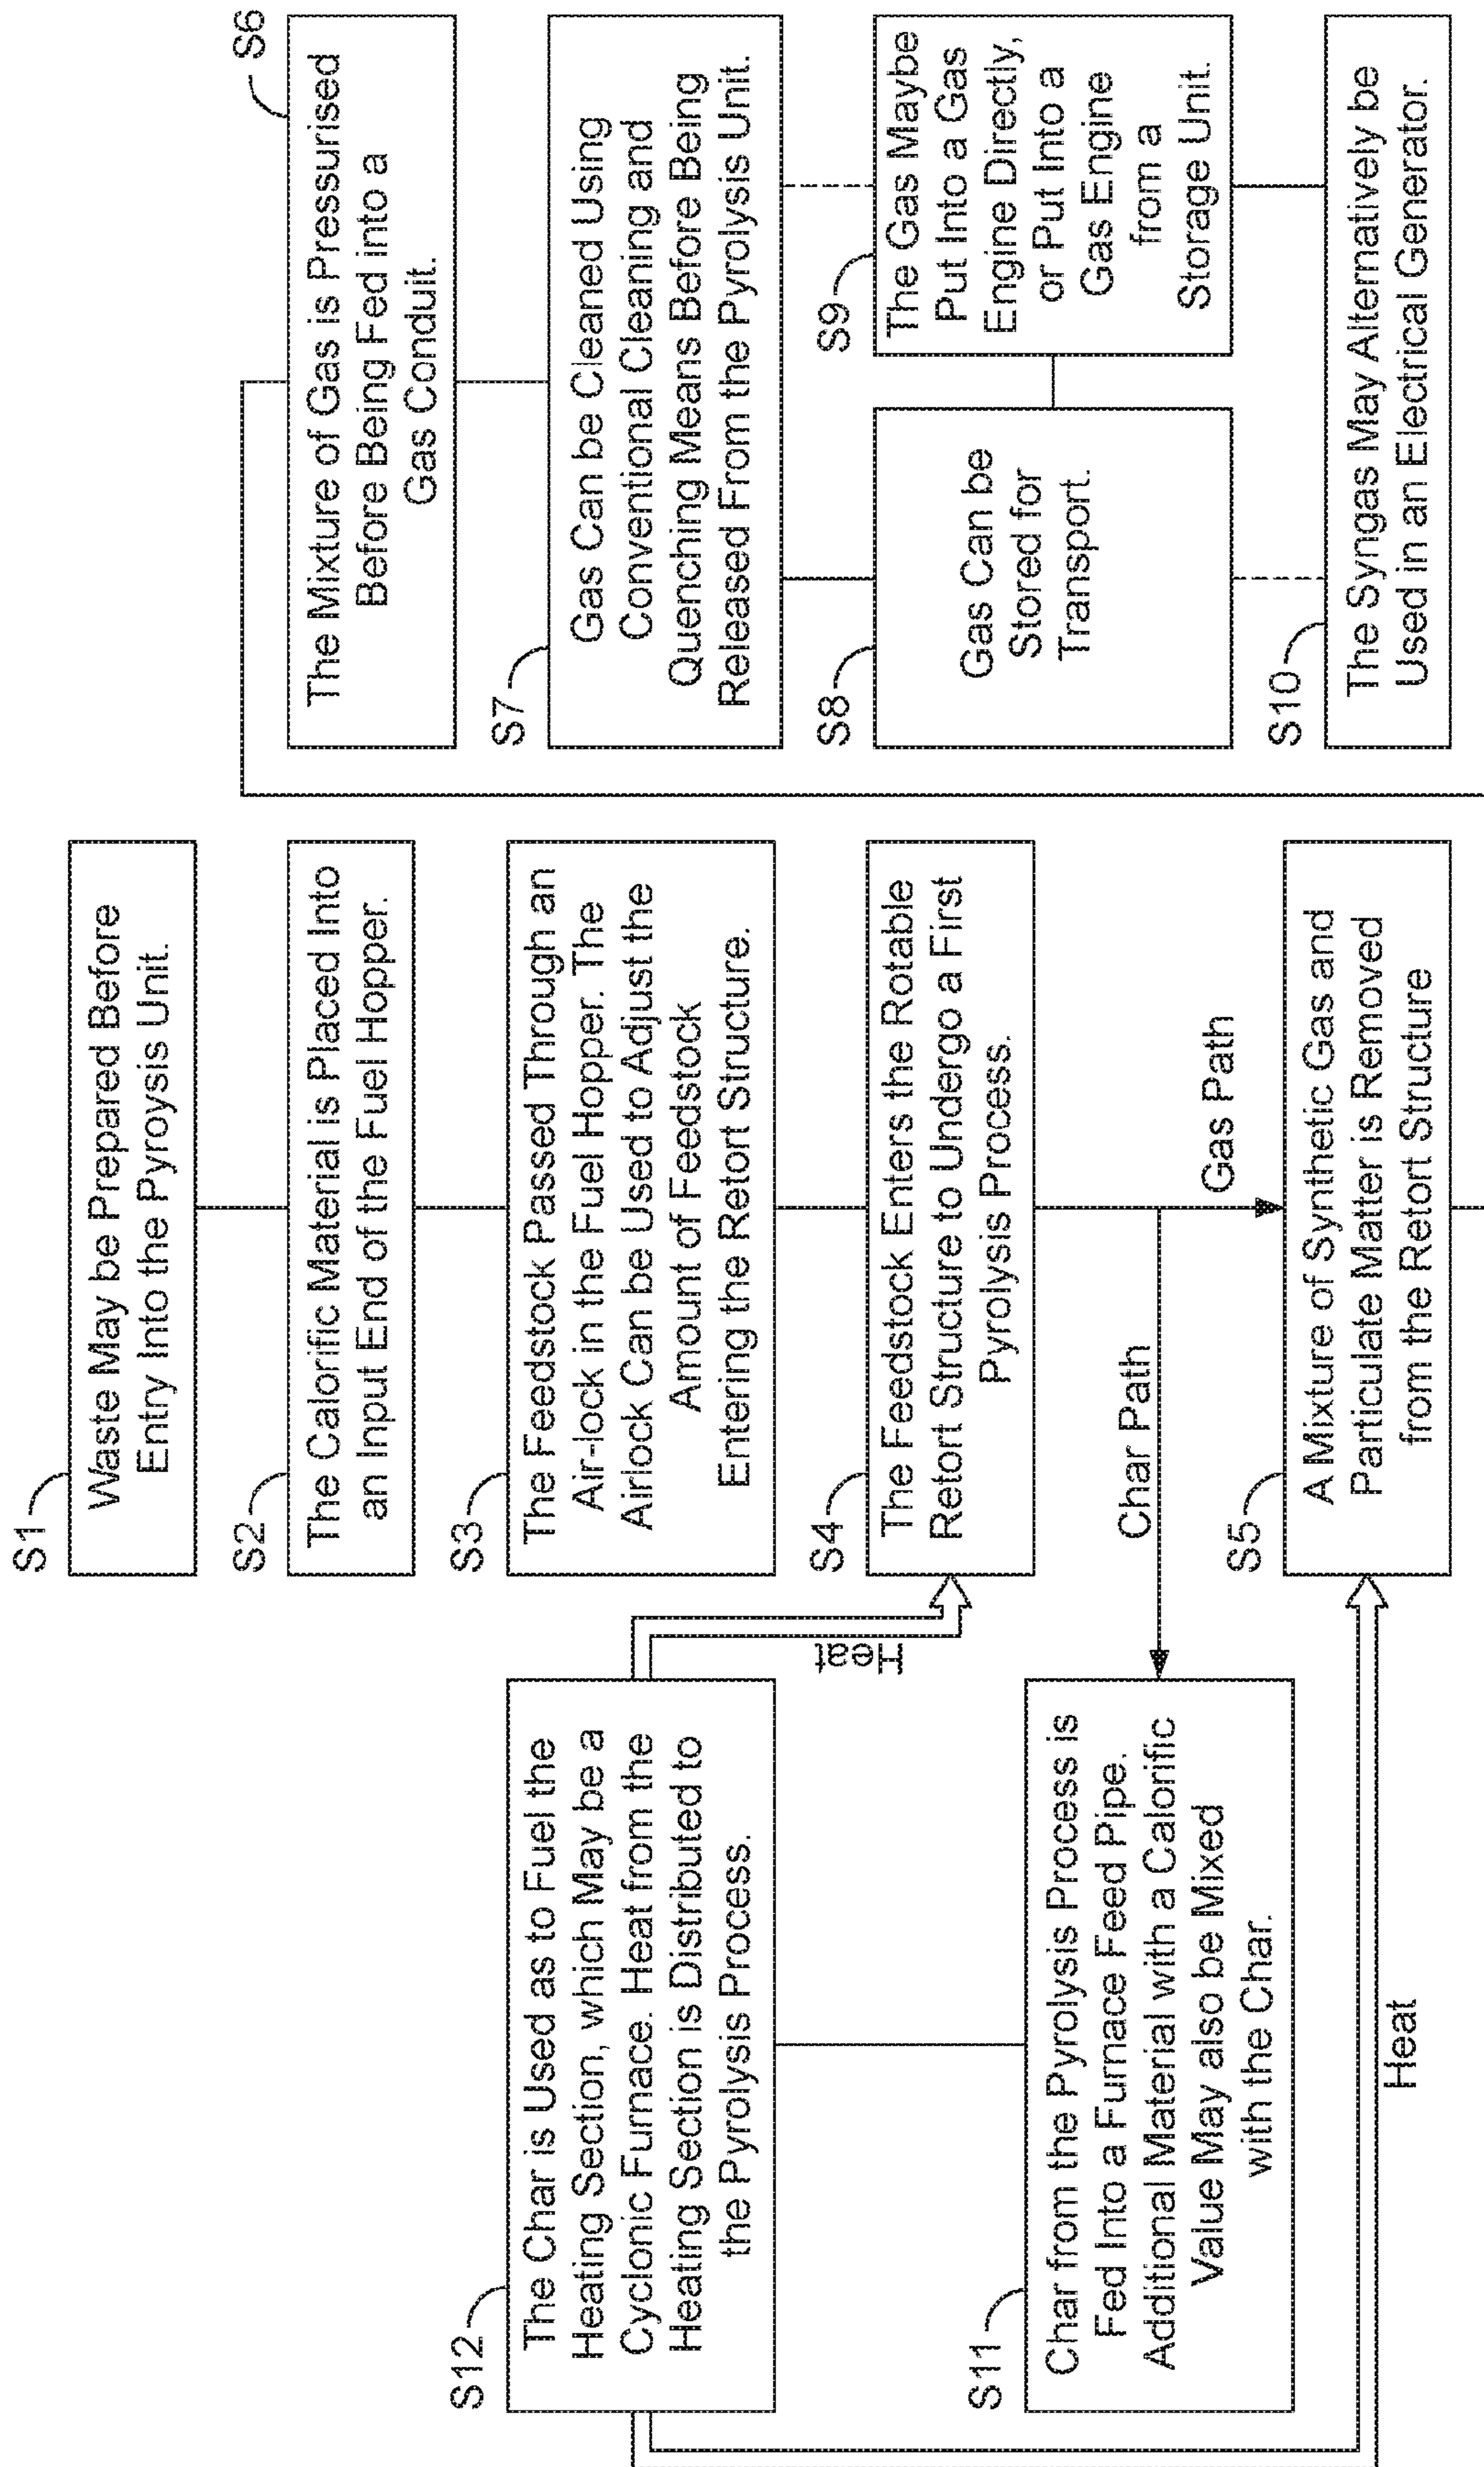 S1
Waste May be Prepared Before
Entry Into the Pyroysis Unit.
S2
The Calorific Material is Placed Into
an Input End of the Fuel Hopper.
S3
The Feedstock Passed Through an
Air-lock in the Fuel Hopper. The
Airlock Can be Used to Adjust the
Amount of Feedstock
Entering the Retort Structure.
S4
The Feedstock Enters the Rotable
Retort Structure to Undergo a First
Pyrolysis Process.
Char Path
Gas Path
S5
A Mixture of Synthetic Gas and
Particulate Matter is Removed
from the Retort Structure
S12
The Char is Used as to Fuel the
Heating Section, which May be a
Cyclonic Furnace. Heat from the
Heating Section is Distributed to
the Pyrolysis Process.
Heat
S11
Char from the Pyrolysis Process is
Fed Into a Furnace Feed Pipe.
Additional Material with a Calorific
Value May also be Mixed
with the Char.
Heat
S6
The Mixture of Gas is Pressurised
Before Being Fed into a
Gas Conduit.
S7
Gas Can be Cleaned Using
Conventional Cleaning and
Quenching Means Before Being
Released From the Pyrolysis Unit.
S8
Gas Can be
Stored for
Transport.
S9
The Gas Maybe
Put Into a Gas
Engine Directly,
or Put Into a
Gas Engine
from a
Storage Unit.
S10
The Syngas May Alternatively be
Used in an Electrical Generator.